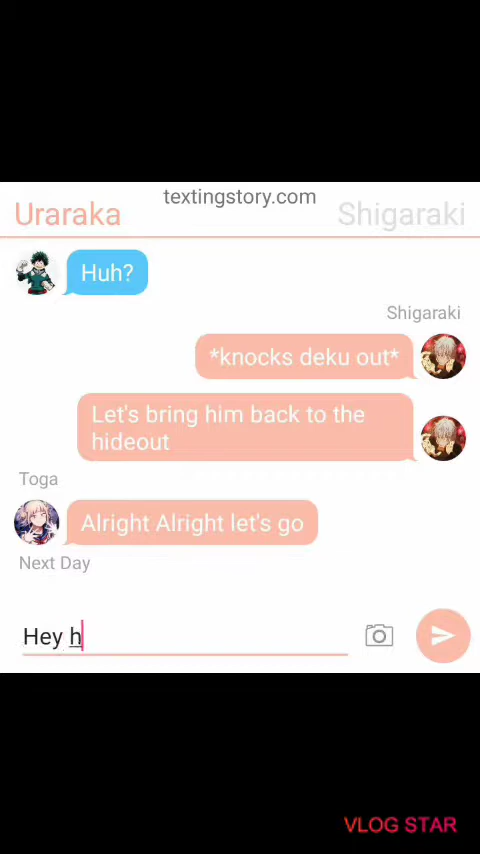 textingstory.com
Uraraka
Shigaraki
Huh?
Shigaraki
*knocks deku out*
Let's bring him back to the
hideout
Toga
Alright Alright let's go
Next Day
Hey h
VLOG STAR